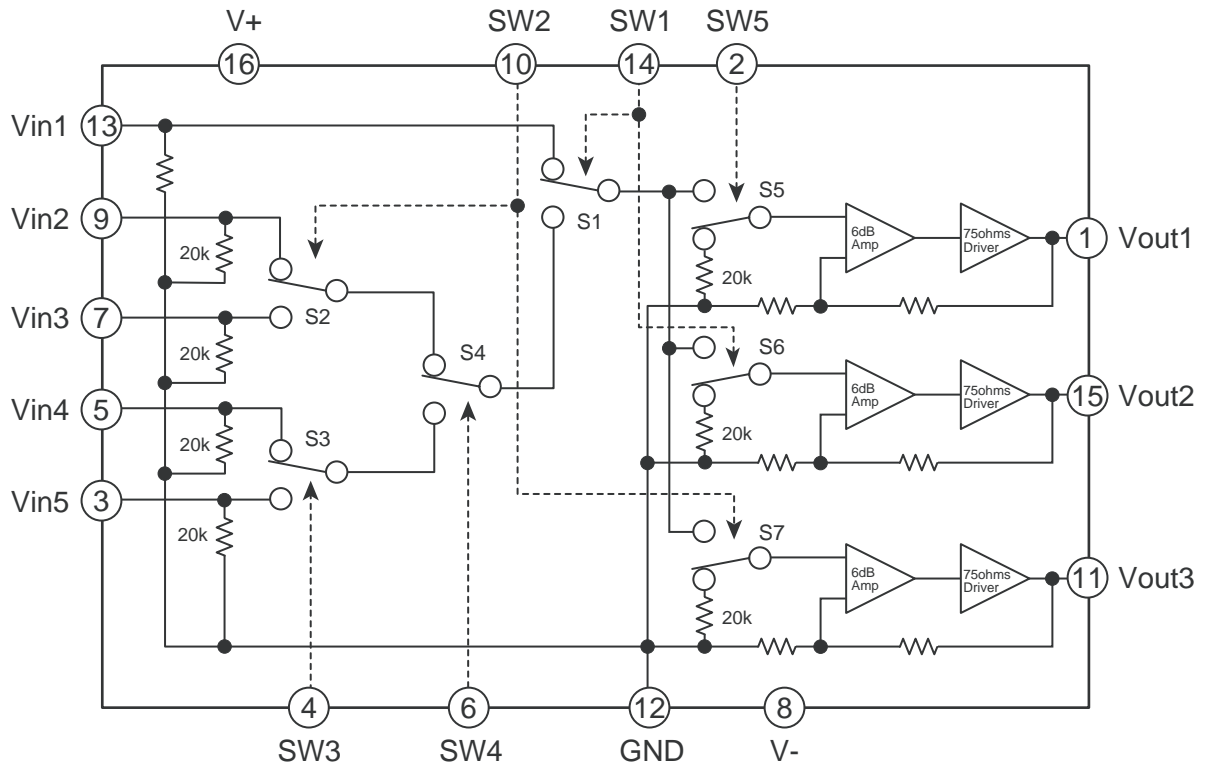 V+
SW2
SW1
SW5
16
10
14
2
Vin1
13
S5
Vin2
9
S1
6dB
Amp
75ohms
Driver
1
Vout1
20k
20k
Vin3
7
S2
20k
S4
S6
6dB
Amp
75ohms
Driver
15
Vout2
Vin4
5
20k
S3
20k
Vin5
3
20k
S7
6dB
Amp
75ohms
Driver
11
Vout3
20k
4
6
12
8
SW3
SW4
GND
V-